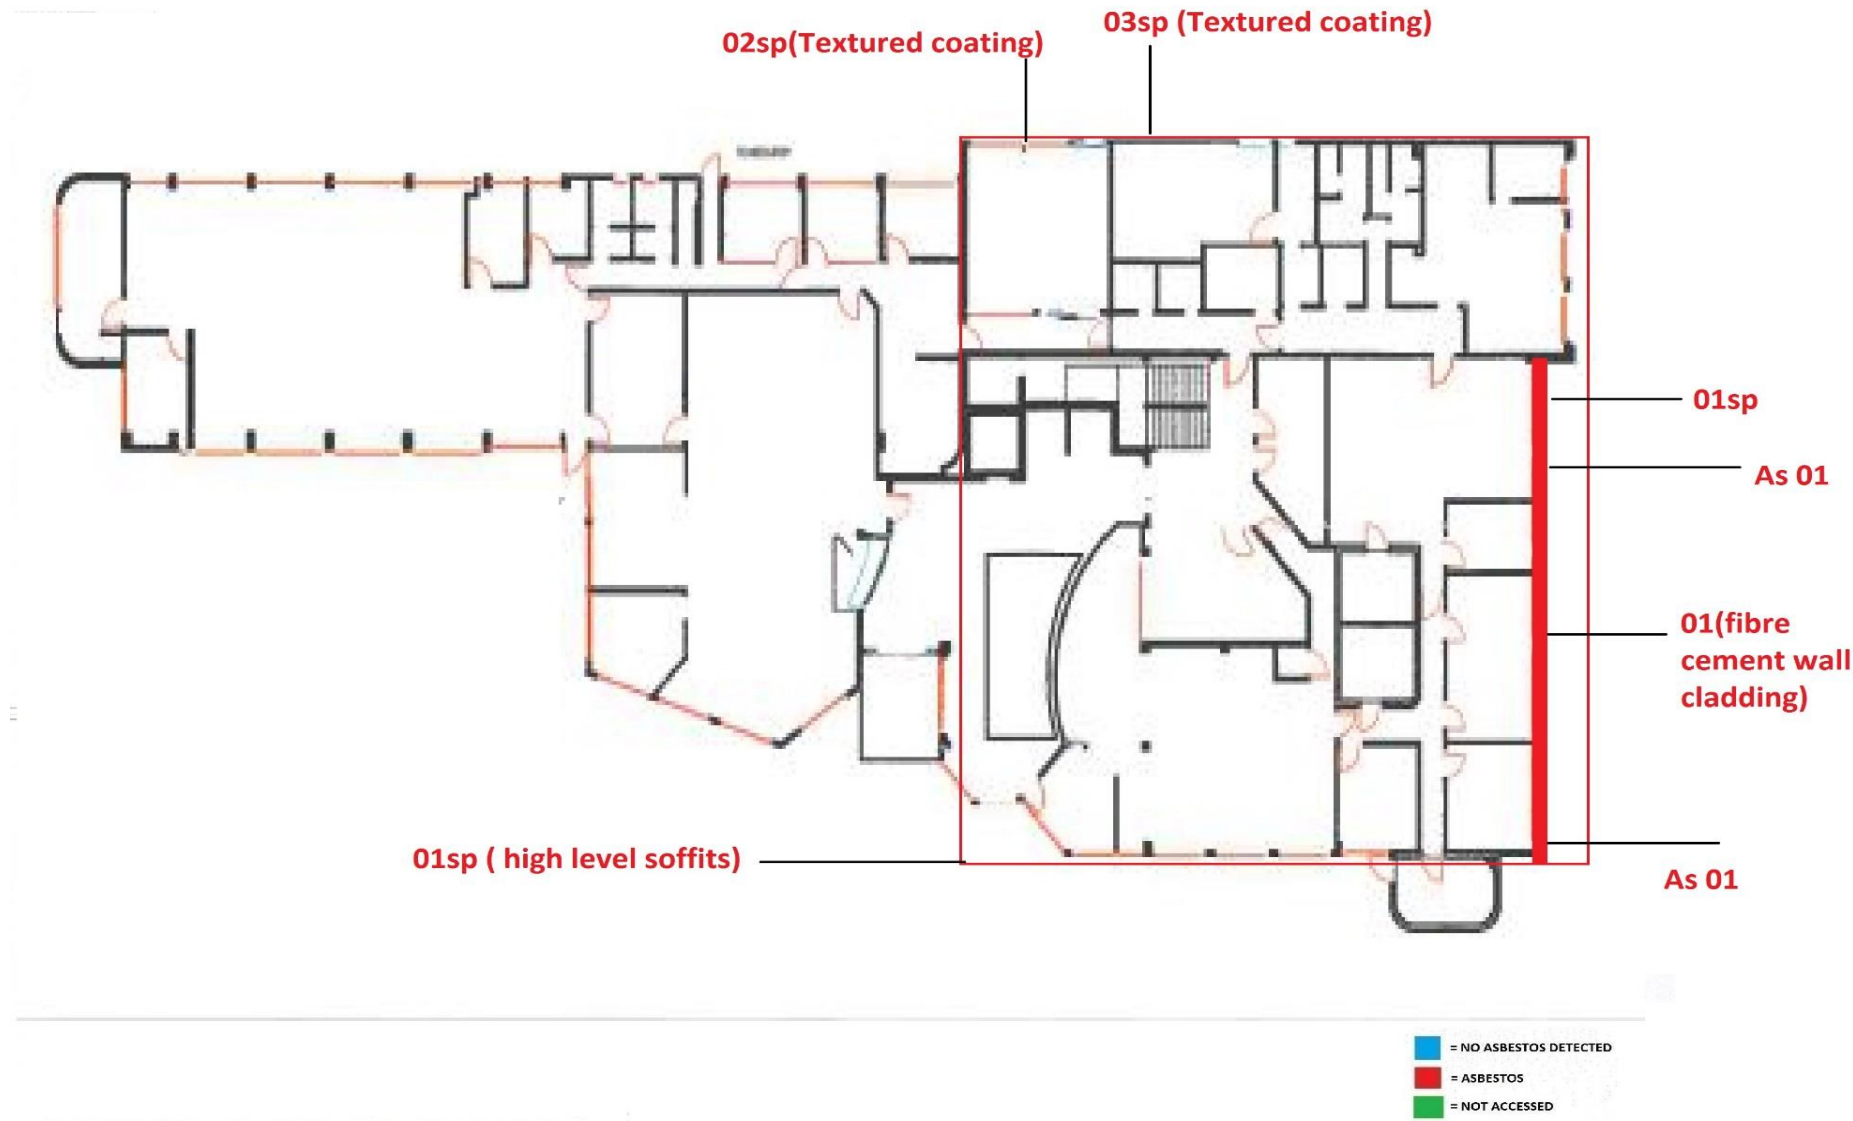 03sp (Textured coating)
02sp(Textured coating)
01sp
As 01
01(fibre
cement wall
cladding)
01sp ( high level soffits)
As 01
= NO ASBESTOS DETECTED
= ASBESTOS
= NOT ACCESSED